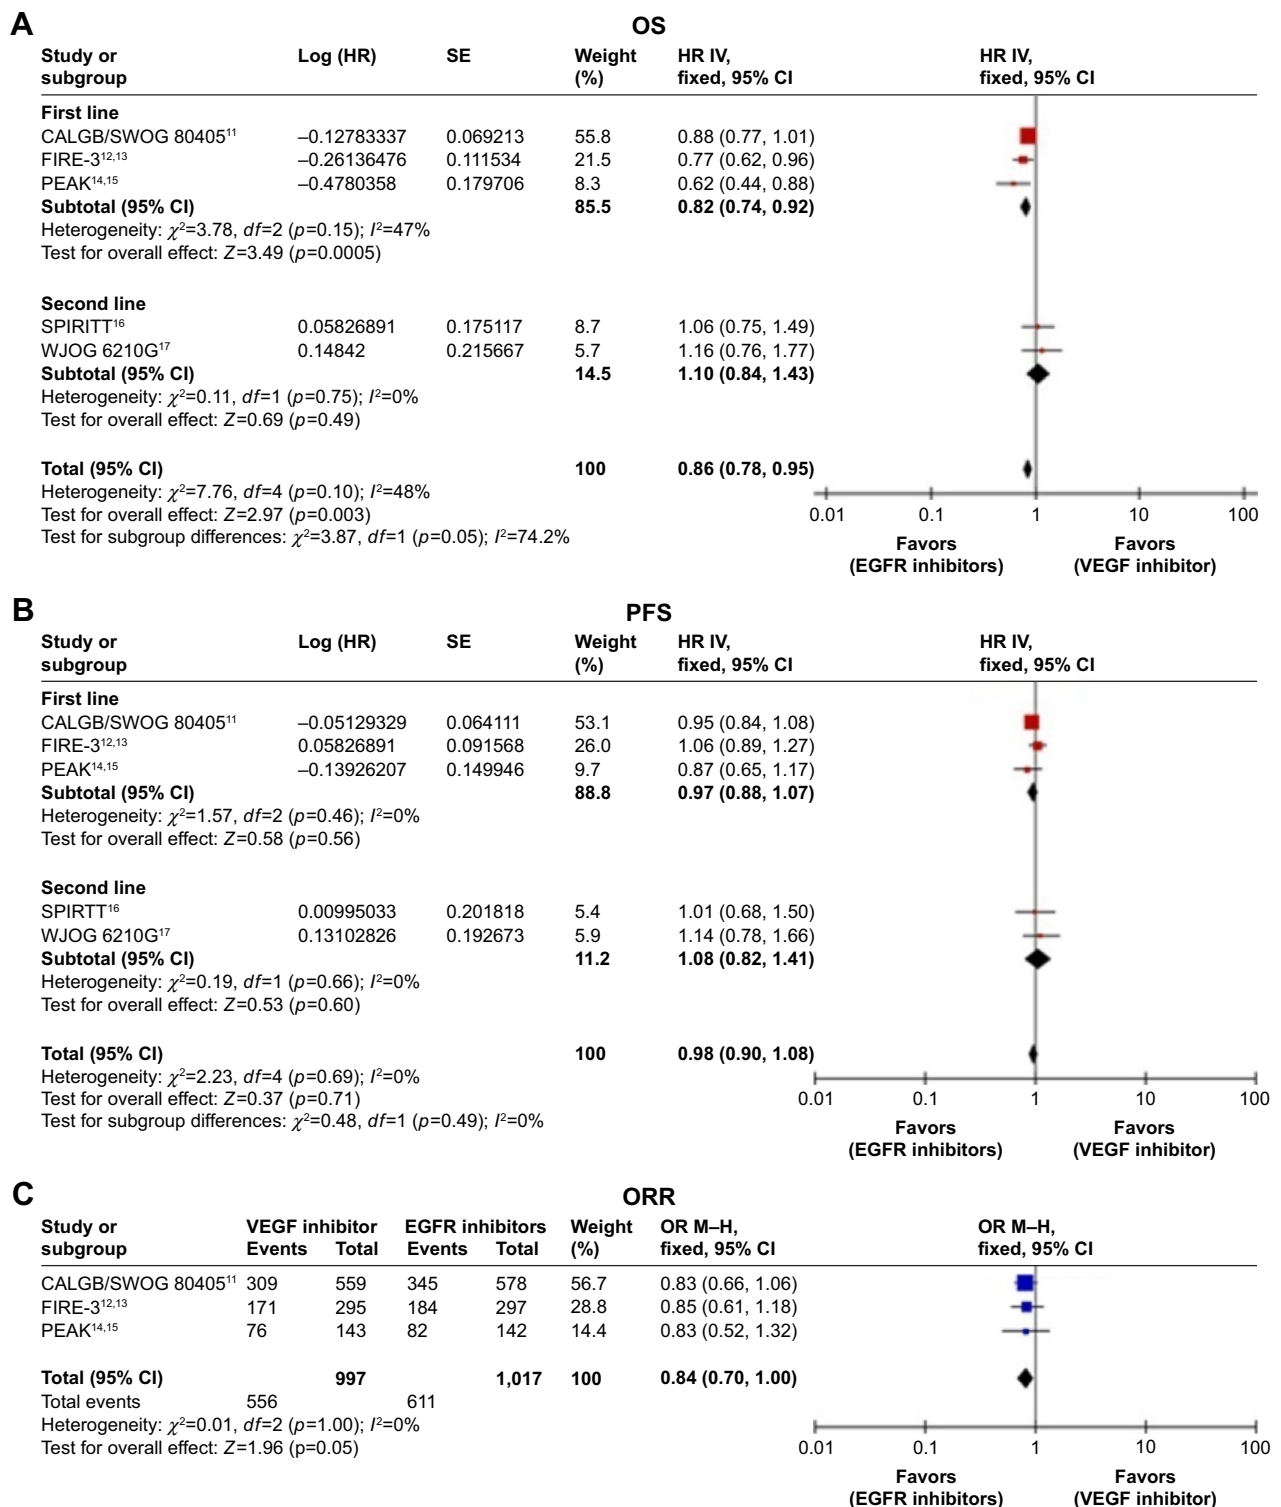 A
OS
Study or subgroup Log (HR) SE Weight (%) HR IV, fixed, 95% CI HR IV, fixed, 95% CI
First line
CALGB/SWOG 80405¹¹ –0.12783337 0.069213 55.8 0.88 (0.77, 1.01)
FIRE-3¹²,¹³ –0.26136476 0.111534 21.5 0.77 (0.62, 0.96)
PEAK¹⁴,¹⁵ –0.4780358 0.179706 8.3 0.62 (0.44, 0.88)
Subtotal (95% CI) 85.5 0.82 (0.74, 0.92)
Heterogeneity: χ²=3.78, df=2 (p=0.15); I²=47%
Test for overall effect: Z=3.49 (p=0.0005)
Second line
SPIRITT¹⁶ 0.05826891 0.175117 8.7 1.06 (0.75, 1.49)
WJOG 6210G¹⁷ 0.14842 0.215667 5.7 1.16 (0.76, 1.77)
Subtotal (95% CI) 14.5 1.10 (0.84, 1.43)
Heterogeneity: χ²=0.11, df=1 (p=0.75); I²=0%
Test for overall effect: Z=0.69 (p=0.49)
Total (95% CI) 100 0.86 (0.78, 0.95)
Heterogeneity: χ²=7.76, df=4 (p=0.10); I²=48%
Test for overall effect: Z=2.97 (p=0.003)
Test for subgroup differences: χ²=3.87, df=1 (p=0.05); I²=74.2%
0.01 0.1 1 10 100
Favors Favors
(EGFR inhibitors) (VEGF inhibitor)
B
PFS
Study or subgroup Log (HR) SE Weight (%) HR IV, fixed, 95% CI HR IV, fixed, 95% CI
First line
CALGB/SWOG 80405¹¹ –0.05129329 0.064111 53.1 0.95 (0.84, 1.08)
FIRE-3¹²,¹³ 0.05826891 0.091568 26.0 1.06 (0.89, 1.27)
PEAK¹⁴,¹⁵ –0.13926207 0.149946 9.7 0.87 (0.65, 1.17)
Subtotal (95% CI) 88.8 0.97 (0.88, 1.07)
Heterogeneity: χ²=1.57, df=2 (p=0.46); I²=0%
Test for overall effect: Z=0.58 (p=0.56)
Second line
SPIRTT¹⁶ 0.00995033 0.201818 5.4 1.01 (0.68, 1.50)
WJOG 6210G¹⁷ 0.13102826 0.192673 5.9 1.14 (0.78, 1.66)
Subtotal (95% CI) 11.2 1.08 (0.82, 1.41)
Heterogeneity: χ²=0.19, df=1 (p=0.66); I²=0%
Test for overall effect: Z=0.53 (p=0.60)
Total (95% CI) 100 0.98 (0.90, 1.08)
Heterogeneity: χ²=2.23, df=4 (p=0.69); I²=0%
Test for overall effect: Z=0.37 (p=0.71)
Test for subgroup differences: χ²=0.48, df=1 (p=0.49); I²=0%
0.01 0.1 1 10 100
Favors Favors
(EGFR inhibitors) (VEGF inhibitor)
C
ORR
Study or VEGF inhibitor EGFR inhibitors Weight OR M–H, OR M–H,
subgroup Events Total Events Total (%) fixed, 95% CI fixed, 95% CI
CALGB/SWOG 80405¹¹ 309 559 345 578 56.7 0.83 (0.66, 1.06)
FIRE-3¹²,¹³ 171 295 184 297 28.8 0.85 (0.61, 1.18)
PEAK¹⁴,¹⁵ 76 143 82 142 14.4 0.83 (0.52, 1.32)
Total (95% CI) 997 1,017 100 0.84 (0.70, 1.00)
Total events 556 611
Heterogeneity: χ²=0.01, df=2 (p=1.00); I²=0%
Test for overall effect: Z=1.96 (p=0.05)
0.01 0.1 1 10 100
Favors Favors
(EGFR inhibitors) (VEGF inhibitor)